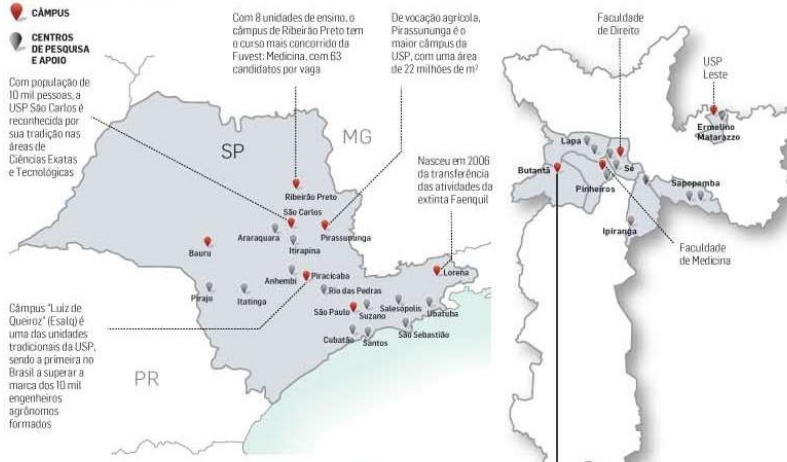 CÂMPUS
CENTROS
DE PESQUISA
E APOIO
Com população de
10 mil pessoas, a
USP São Carlos é
reconhecida por
sua tradição nas
áreas de
Ciências Exatas
e Tecnológicas
Com 8 unidades de ensino, o
câmpus de Ribeirão Preto tem
o curso mais concorrido da
Fuvest: Medicina, com 63
candidatos por vaga
De vocação agrícola,
Pirassununga é o
maior câmpus da
USP, com uma área
de 22 milhões de m²
Nasceu em 2006
da transferência
das atividades da
extinta Faenquil
Câmpus "Luiz de
Queiroz" (Esalq) é
uma das unidades
tradicionais da USP,
sendo a primeira no
Brasil a superar a
marca dos 10 mil
engenheiros
agrônomos
formados
SP
MG
PR
Ribeirão Preto
São Carlos
Araraquara
Pirassununga
Itirapina
Bauru
Anhembi
Piracicaba
Lorena
Piraju
Itatinga
Rio das Pedras
São Paulo
Salesópolis
Suzano
Ubatuba
Cubatão
Santos
São Sebastião
Faculdade
de Direito
USP
Leste
Ermelino
Matarazzo
Lapa
Sé
Butantã
Pinheiros
Sapopemba
Ipiranga
Faculdade
de Medicina